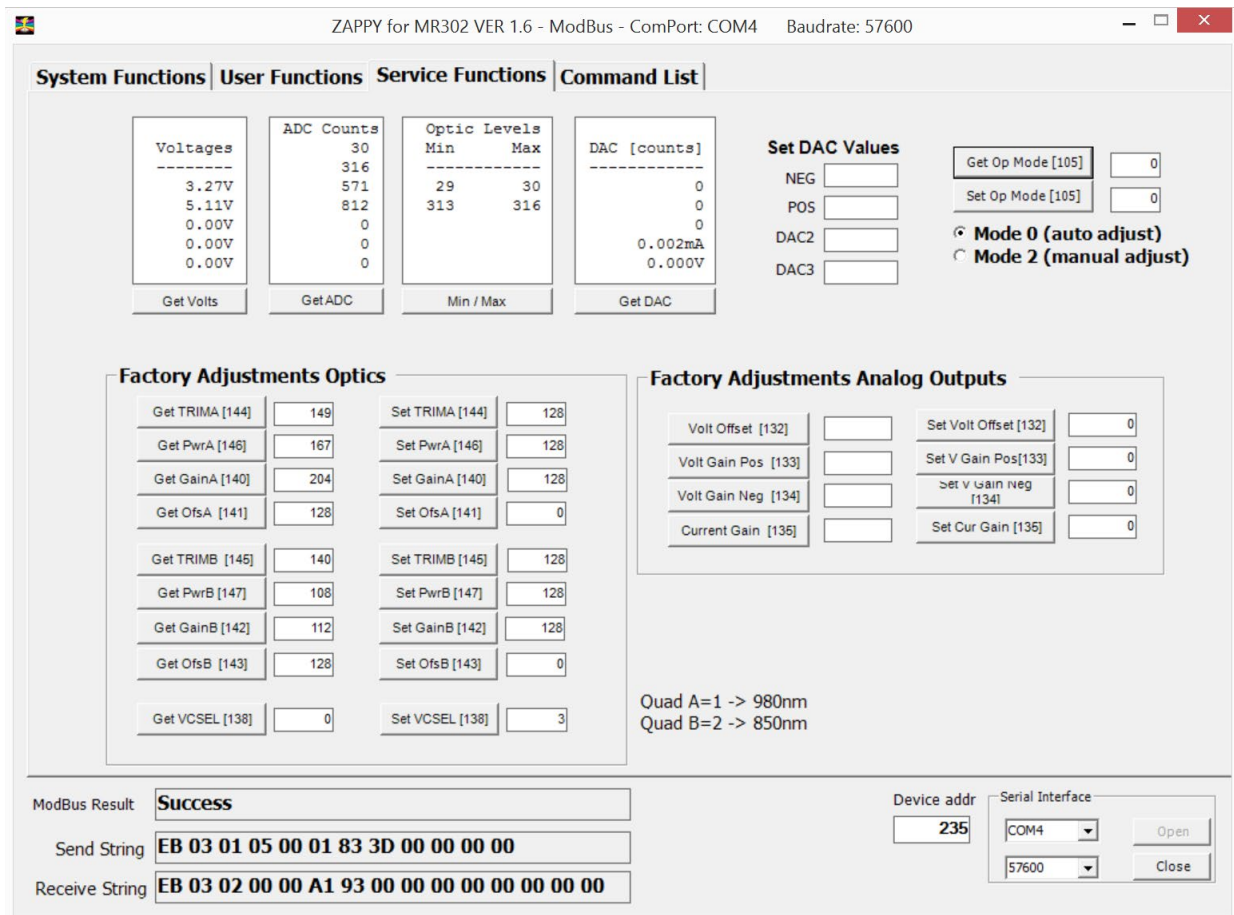 ZAPPY for MR302 VER 1.6 - ModBus - ComPort: COM4 Baudrate: 57600
System Functions User Functions Service Functions Command List
Voltages
--------
3.27V
5.11V
0.00V
0.00V
0.00V
Get Volts
ADC Counts
30
316
571
812
0
0
0
GetADC
Optic Levels
Min Max
------------
29 30
313 316
Min / Max
DAC [counts]
------------
0
0
0
0.002mA
0.000V
Get DAC
Set DAC Values
NEG
POS
DAC2
DAC3
Get Op Mode [105] 0
Set Op Mode [105] 0
Mode 0 (auto adjust)
Mode 2 (manual adjust)
Factory Adjustments Optics
Get TRIMA [144] 149 Set TRIMA [144] 128
Get PwrA [146] 167 Set PwrA [146] 128
Get GainA [140] 204 Set GainA [140] 128
Get OfsA [141] 128 Set OfsA [141] 0
Get TRIMB [145] 140 Set TRIMB [145] 128
Get PwrB [147] 108 Set PwrB [147] 128
Get GainB [142] 112 Set GainB [142] 128
Get OfsB [143] 128 Set OfsB [143] 0
Get VCSEL [138] 0 Set VCSEL [138] 3
Factory Adjustments Analog Outputs
Volt Offset [132] Set Volt Offset [132] 0
Volt Gain Pos [133] Set V Gain Pos[133] 0
Volt Gain Neg [134] Set V Gain Neg [134] 0
Current Gain [135] Set Cur Gain [135] 0
Quad A=1 -> 980nm
Quad B=2 -> 850nm
ModBus Result Success
Send String EB 03 01 05 00 01 83 3D 00 00 00 00
Receive String EB 03 02 00 00 A1 93 00 00 00 00 00 00 00 00
Device addr
235
Serial Interface
COM4 Open
57600 Close